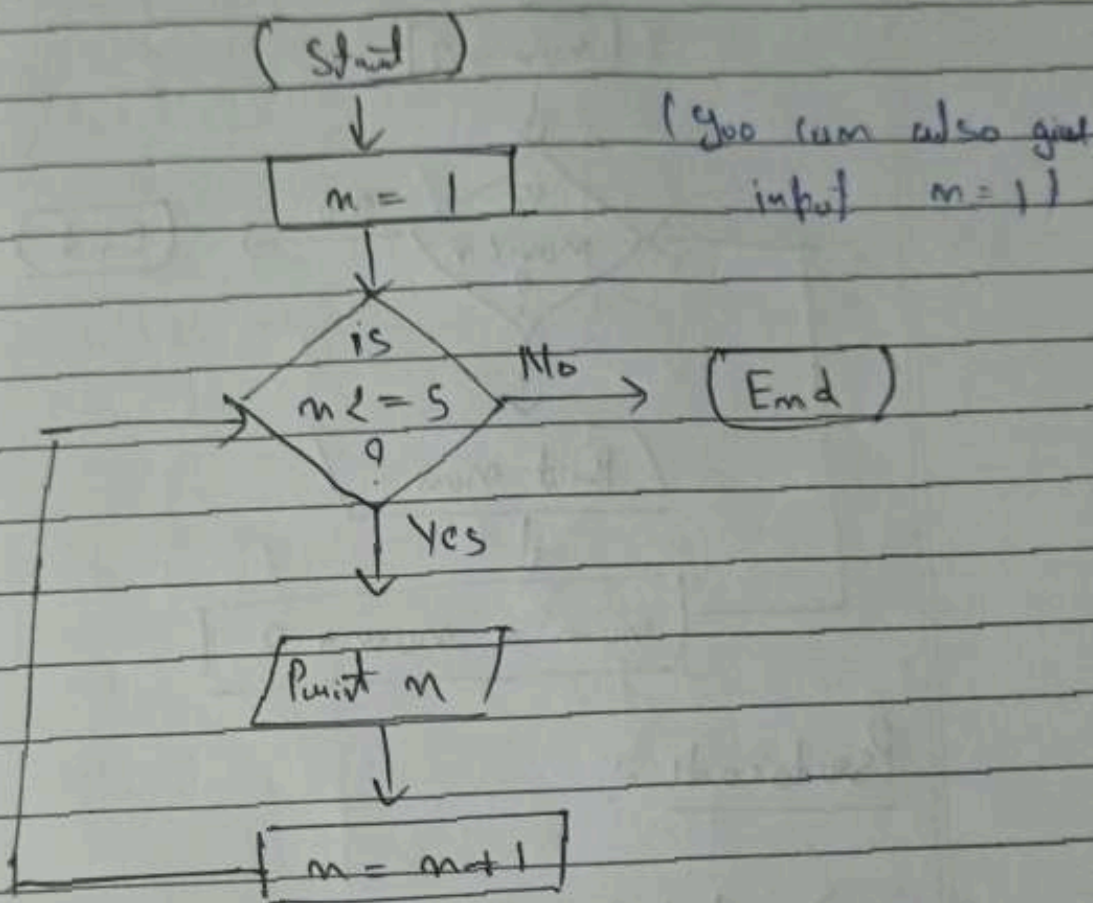 Start
n = 1
(You can also give
input n = 1)
is
n <= 5
?
No
End
Yes
Print n
n = n+1